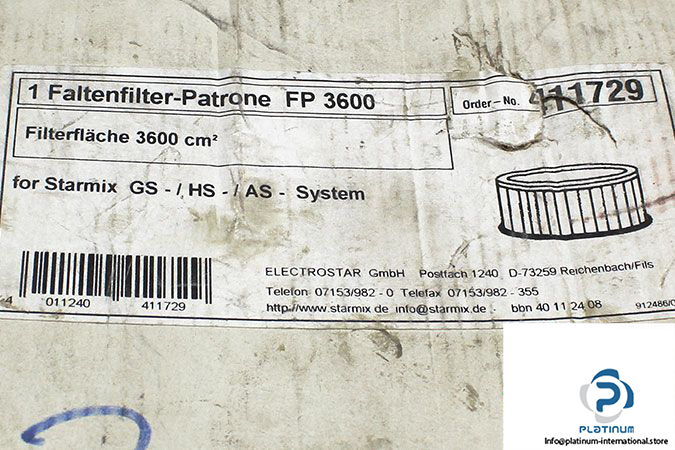 1 Faltenfilter-Patrone FP 3600
Order-No. 411729
Filterfläche 3600 cm²
for Starmix GS - / HS - / AS - System
ELECTROSTAR GmbH Postfach 1240 D-73259 Reichenbach/Fils
Telefon 07153/982 - 0 Telefax 07153/982 - 355
http://www.starmix.de info@starmix.de - bbn 40 11 24 08
912486/0
4 011240 411729
PLATINUM
Info@platinum-international.store